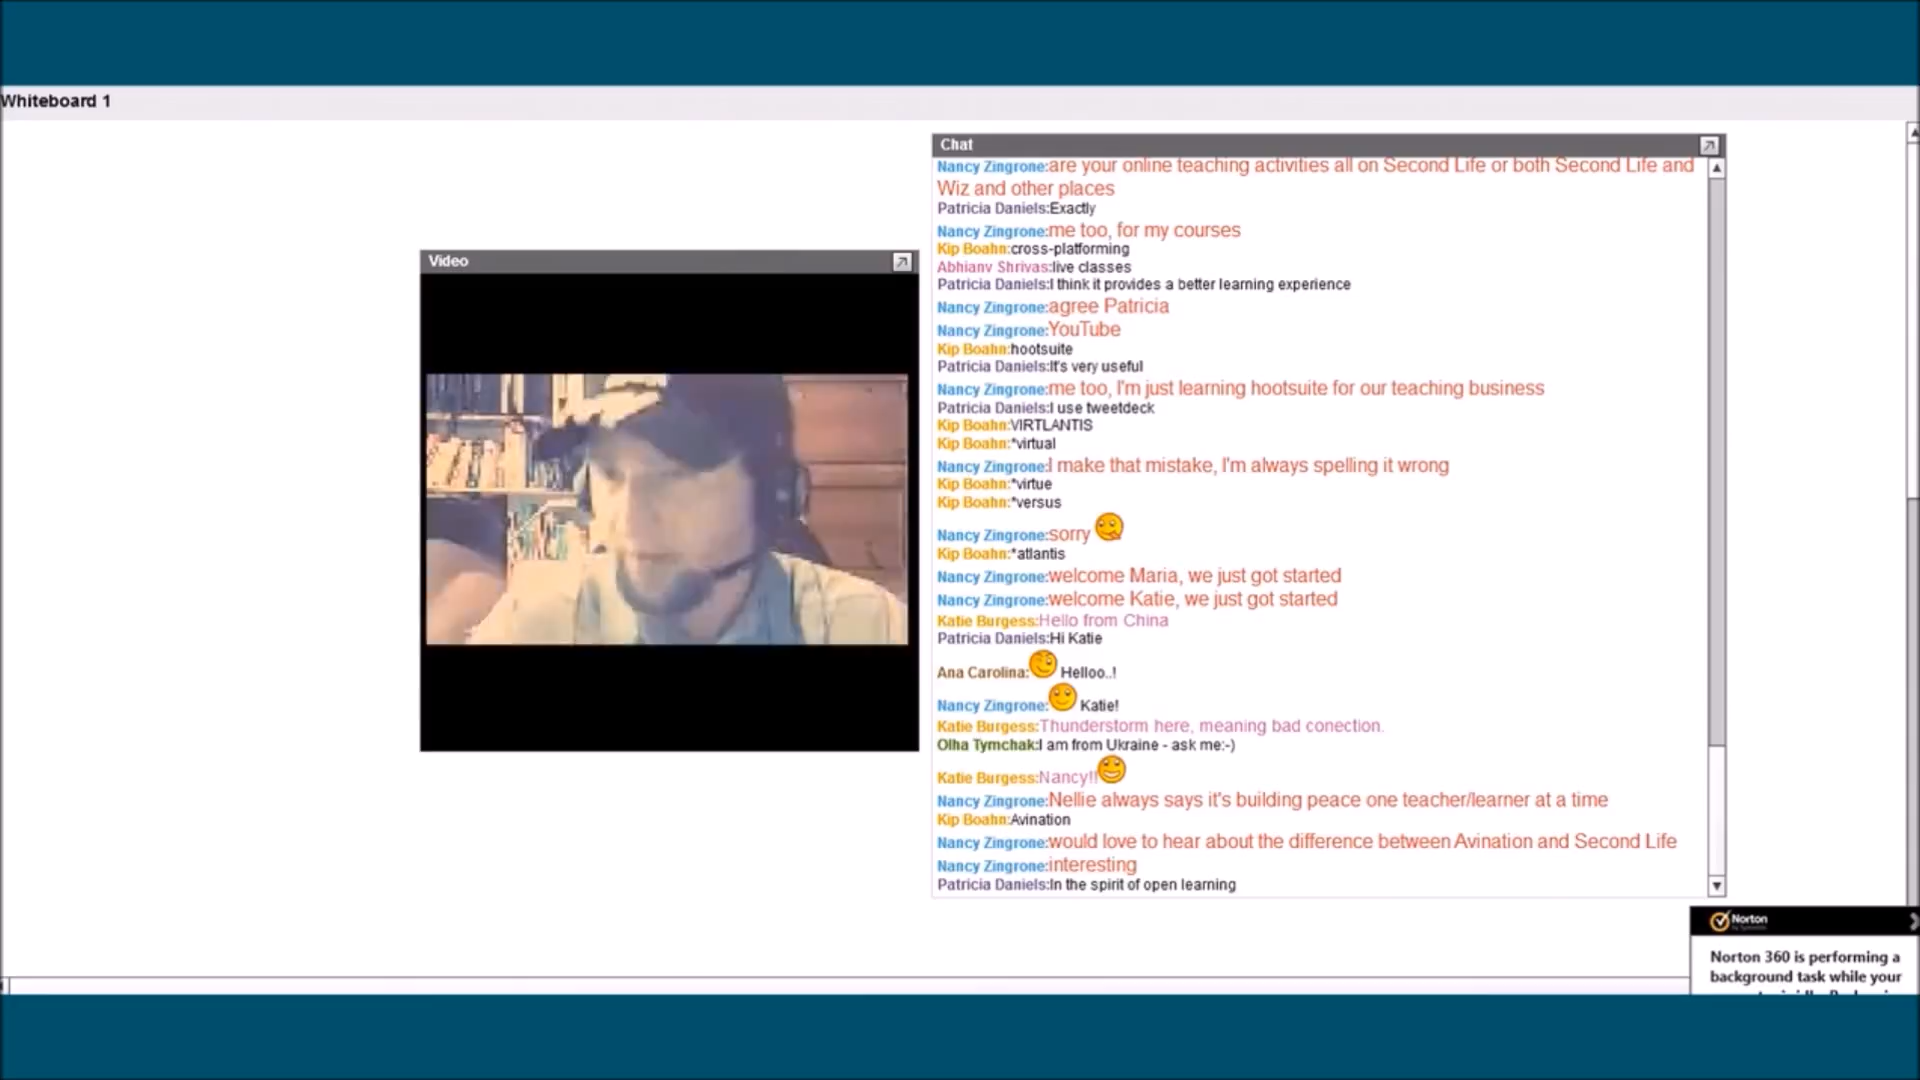 Whiteboard 1
Chat
Nancy Zingrone:are your online teaching activities all on Second Life or both Second Life and
Wiz and other places
Patricia Daniels:Exactly
Nancy Zingrone:me too, for my courses
Kip Boahn:cross-platforming
Abhianv Shrivas:live classes
Patricia Daniels:I think it provides a better learning experience
Nancy Zingrone:agree Patricia
Nancy Zingrone:YouTube
Kip Boahn:hootsuite
Patricia Daniels:It's very useful
Nancy Zingrone:me too, I'm just learning hootsuite for our teaching business
Patricia Daniels:I use tweetdeck
Kip Boahn:VIRTLANTIS
Kip Boahn:*virtual
Nancy Zingrone:I make that mistake, I'm always spelling it wrong
Kip Boahn:*virtue
Kip Boahn:*versus
Nancy Zingrone:sorry
Kip Boahn:*atlantis
Nancy Zingrone:welcome Maria, we just got started
Nancy Zingrone:welcome Katie, we just got started
Katie Burgess:Hello from China
Patricia Daniels:Hi Katie
Ana Carolina: Helloo..!
Nancy Zingrone: Katie!
Katie Burgess:Thunderstorm here, meaning bad conection.
Olha Tymchak:I am from Ukraine - ask me:-)
Katie Burgess:Nancy!!
Nancy Zingrone:Nellie always says it's building peace one teacher/learner at a time
Kip Boahn:Avination
Nancy Zingrone:would love to hear about the difference between Avination and Second Life
Nancy Zingrone:interesting
Patricia Daniels:In the spirit of open learning
Video
Norton
Norton 360 is performing a
background task while your